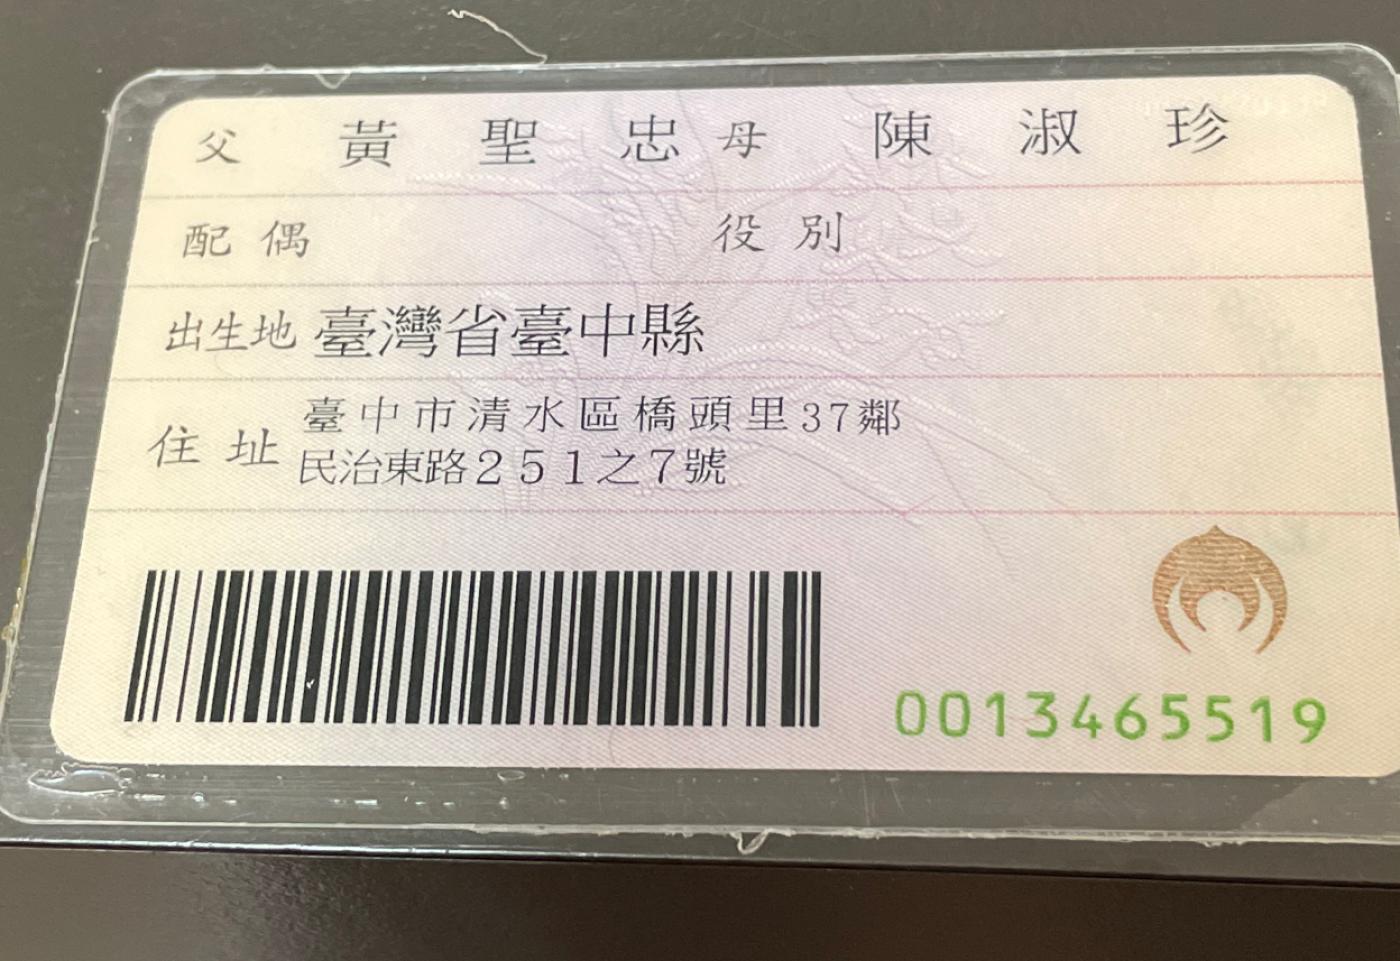 父 黃聖忠 母 陳淑珍
配偶 役別
出生地 臺灣省臺中縣
住址 臺中市清水區橋頭里37鄰
民治東路251之7號
0013465519